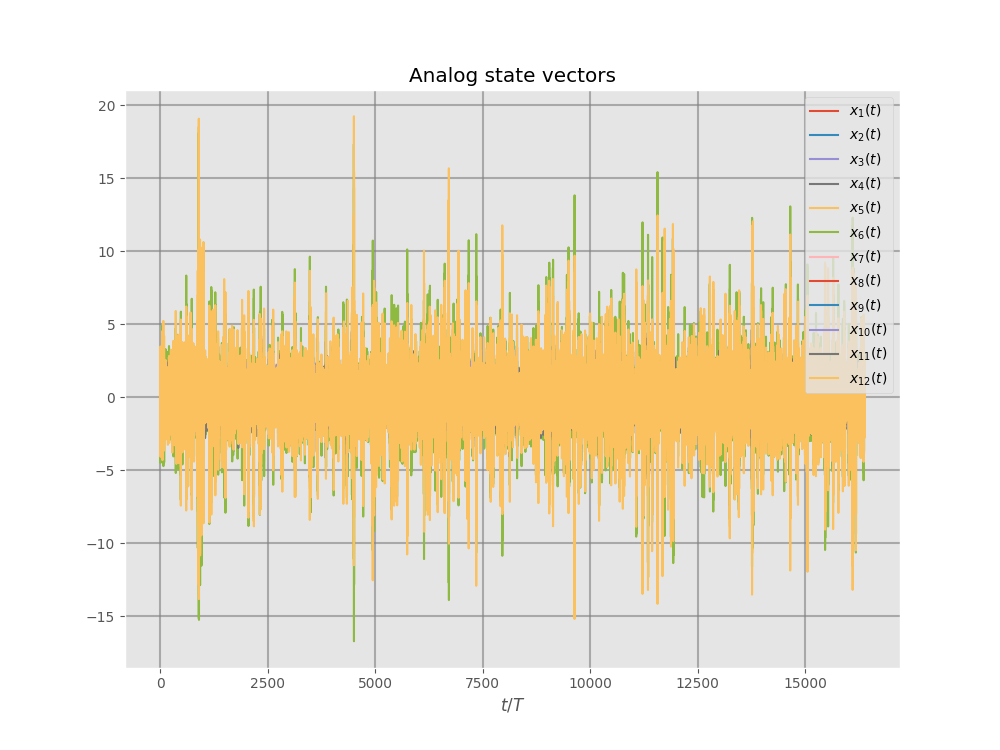 Analog state vectors
20
15
10
5
0
−5
−10
−15
0 2500 5000 7500 10000 12500 15000
t/T
x₁(t)
x₂(t)
x₃(t)
x₄(t)
x₅(t)
x₆(t)
x₇(t)
x₈(t)
x₉(t)
x₁₀(t)
x₁₁(t)
x₁₂(t)